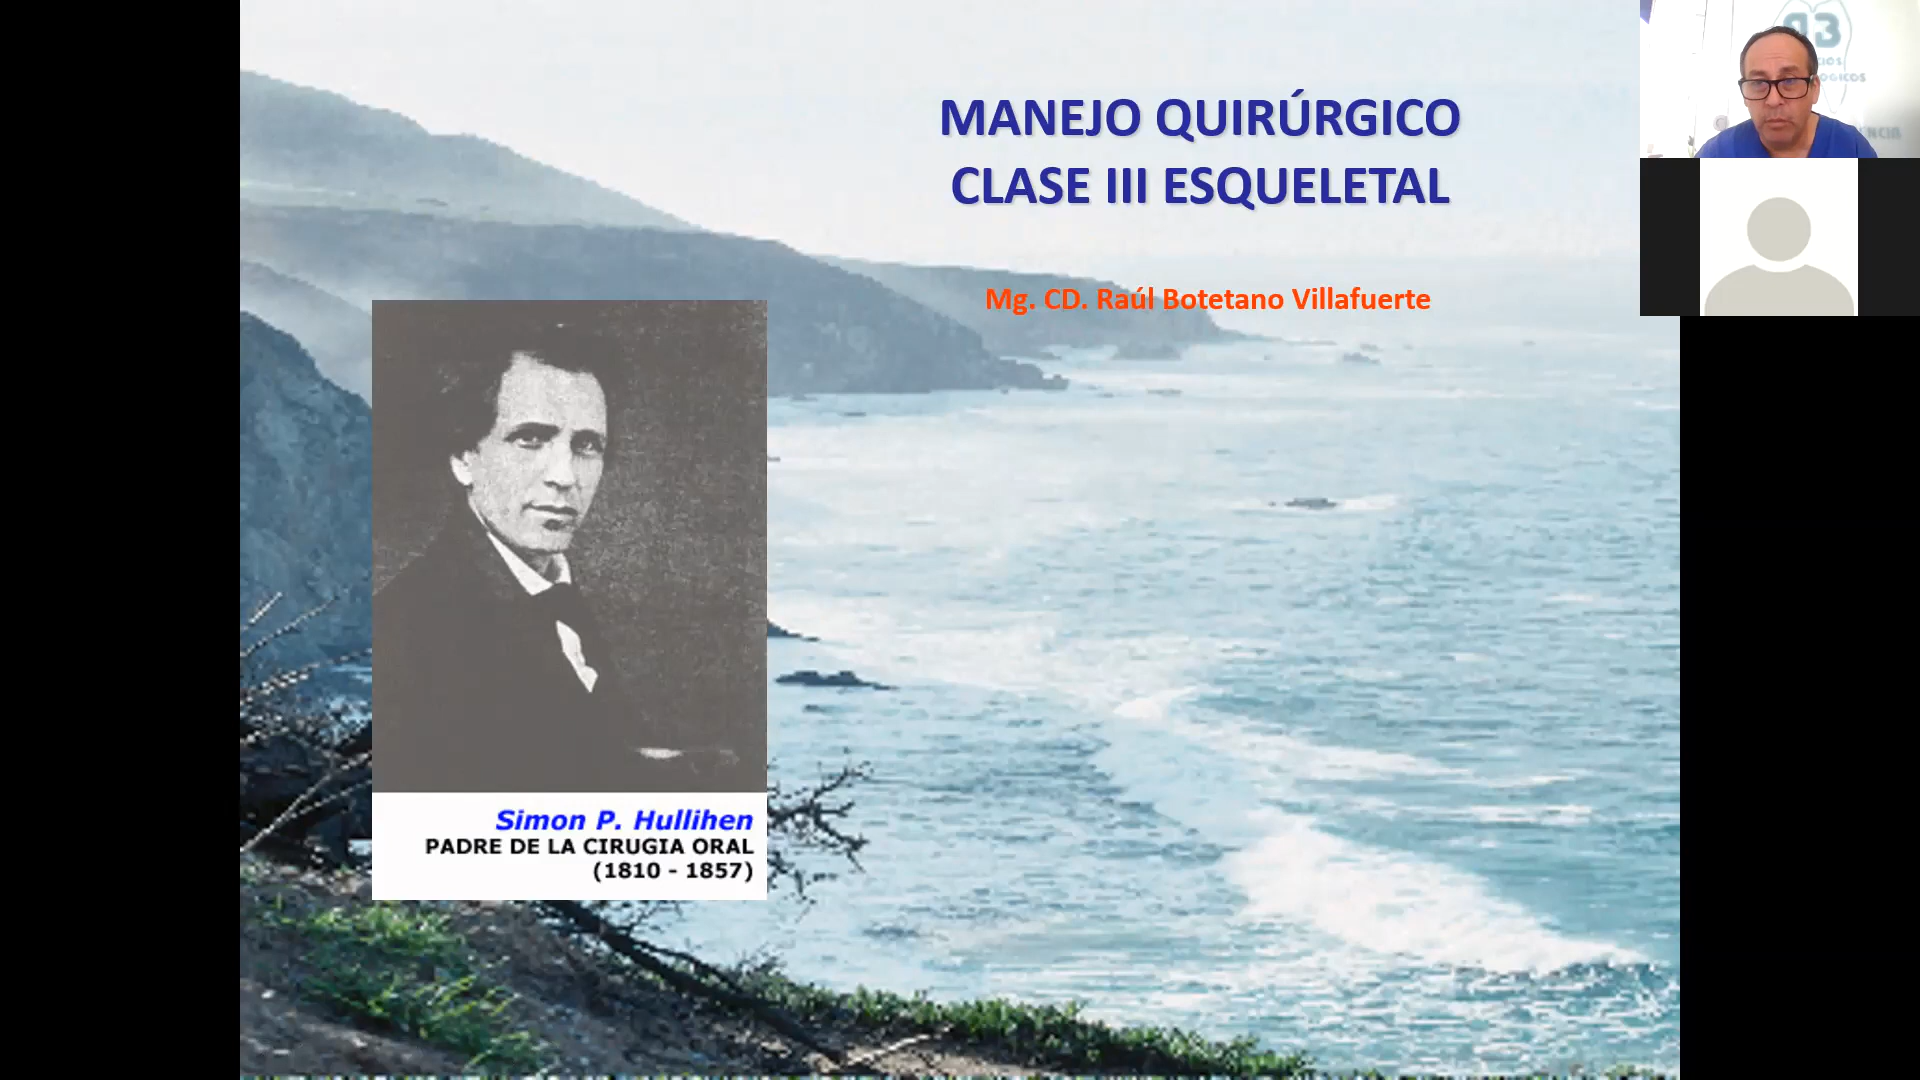 MANEJO QUIRÚRGICO
CLASE III ESQUELETAL
Mg. CD. Raúl Botetano Villafuerte
Simon P. Hullihen
PADRE DE LA CIRUGIA ORAL
(1810 - 1857)